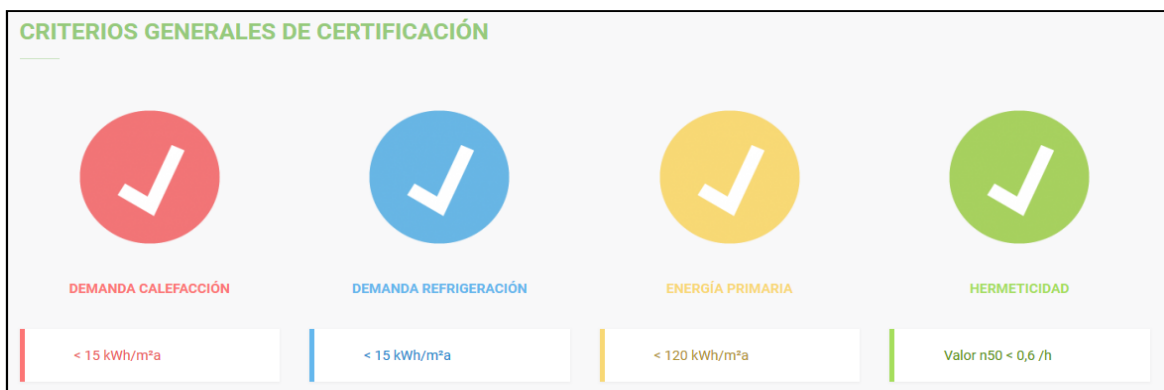 CRITERIOS GENERALES DE CERTIFICACIÓN
DEMANDA CALEFACCIÓN
DEMANDA REFRIGERACIÓN
ENERGÍA PRIMARIA
HERMETICIDAD
< 15 kWh/m²a
< 15 kWh/m²a
< 120 kWh/m²a
Valor n50 < 0,6 /h